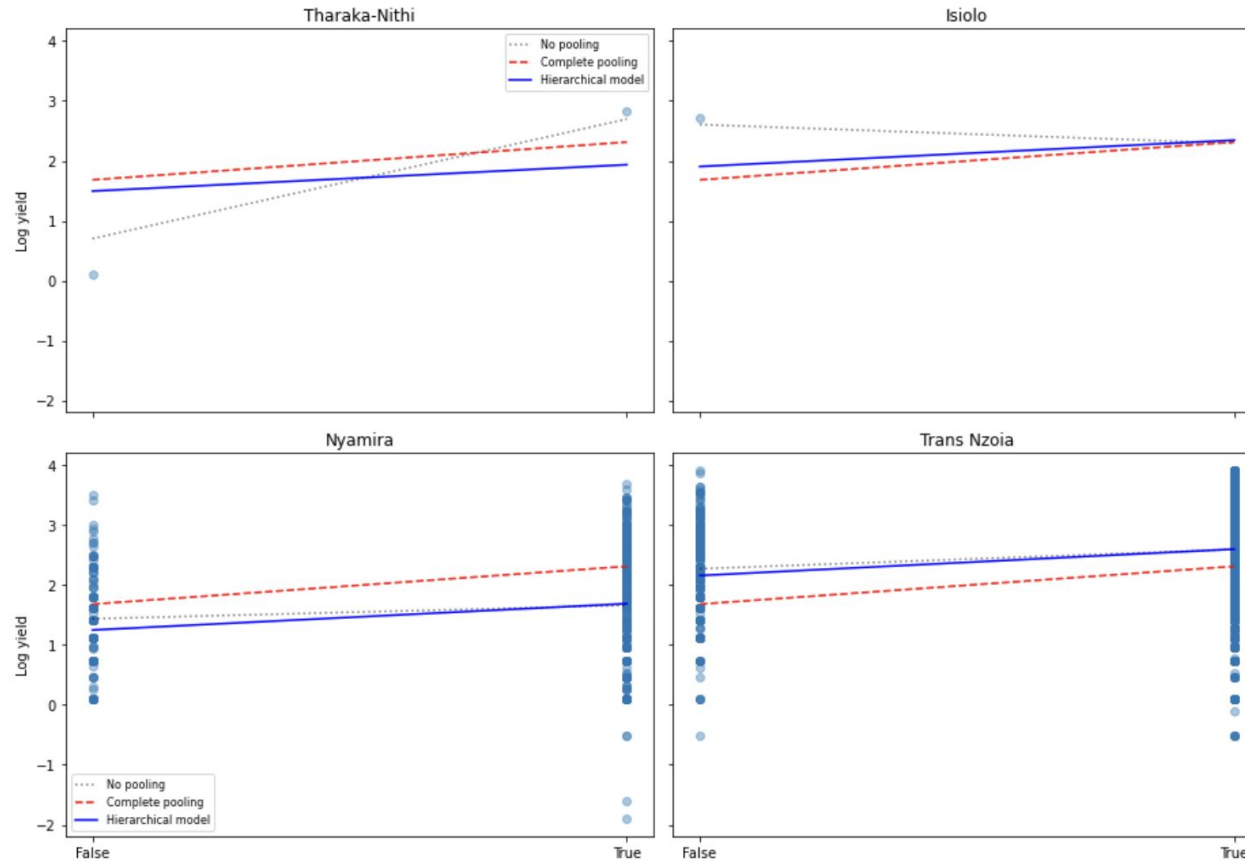 Tharaka-Nithi
Isiolo
4
3
2
1
0
−1
−2
Log yield
No pooling
Complete pooling
Hierarchical model
Nyamira
Trans Nzoia
4
3
2
1
0
−1
−2
Log yield
No pooling
Complete pooling
Hierarchical model
False
True
False
True